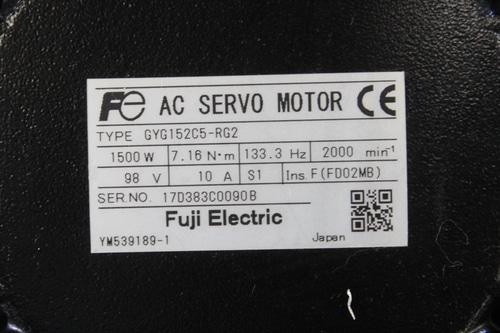 Fe AC SERVO MOTOR CE
TYPE GYG152C5-RG2
1500 W 7.16 N·m 133.3 Hz 2000 min⁻¹
98 V 10 A S1 Ins. F (FD02MB)
SER.NO. 17D383C0090B
Fuji Electric
YM539189-1 Japan